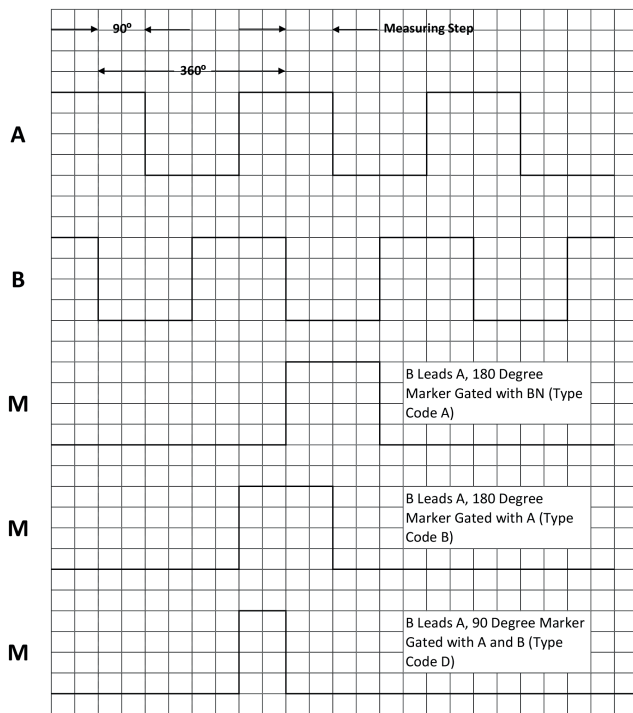 90° Measuring Step
360°
A
B
B Leads A, 180 Degree
Marker Gated with BN (Type
Code A)
M
B Leads A, 180 Degree
Marker Gated with A (Type
Code B)
M
B Leads A, 90 Degree Marker
Gated with A and B (Type
Code D)
M